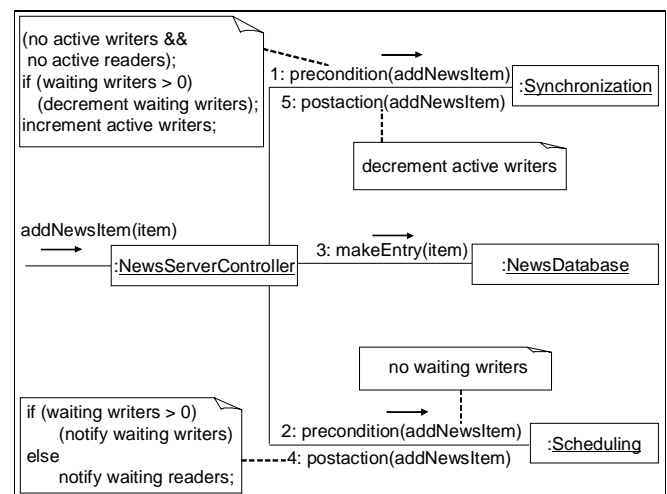 (no active writers &&
no active readers);
if (waiting writers > 0)
(decrement waiting writers);
increment active writers;
1: precondition(addNewsItem)
:Synchronization
5: postaction(addNewsItem)
decrement active writers
addNewsItem(item)
:NewsServerController
3: makeEntry(item)
:NewsDatabase
no waiting writers
if (waiting writers > 0)
(notify waiting writers)
else
notify waiting readers;
2: precondition(addNewsItem)
:Scheduling
4: postaction(addNewsItem)